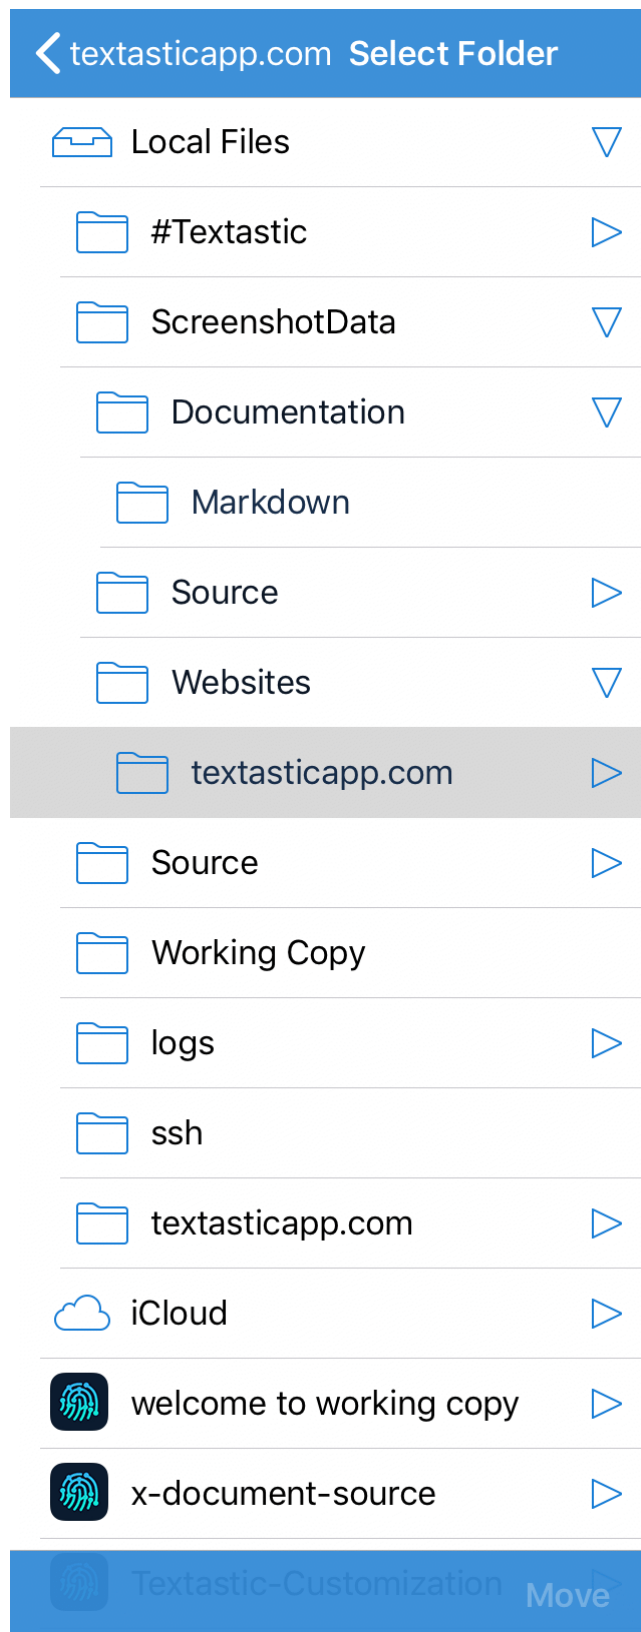 textasticapp.com Select Folder
Local Files
#Textastic
ScreenshotData
Documentation
Markdown
Source
Websites
textasticapp.com
Source
Working Copy
logs
ssh
textasticapp.com
iCloud
welcome to working copy
x-document-source
Textastic-Customization
Move